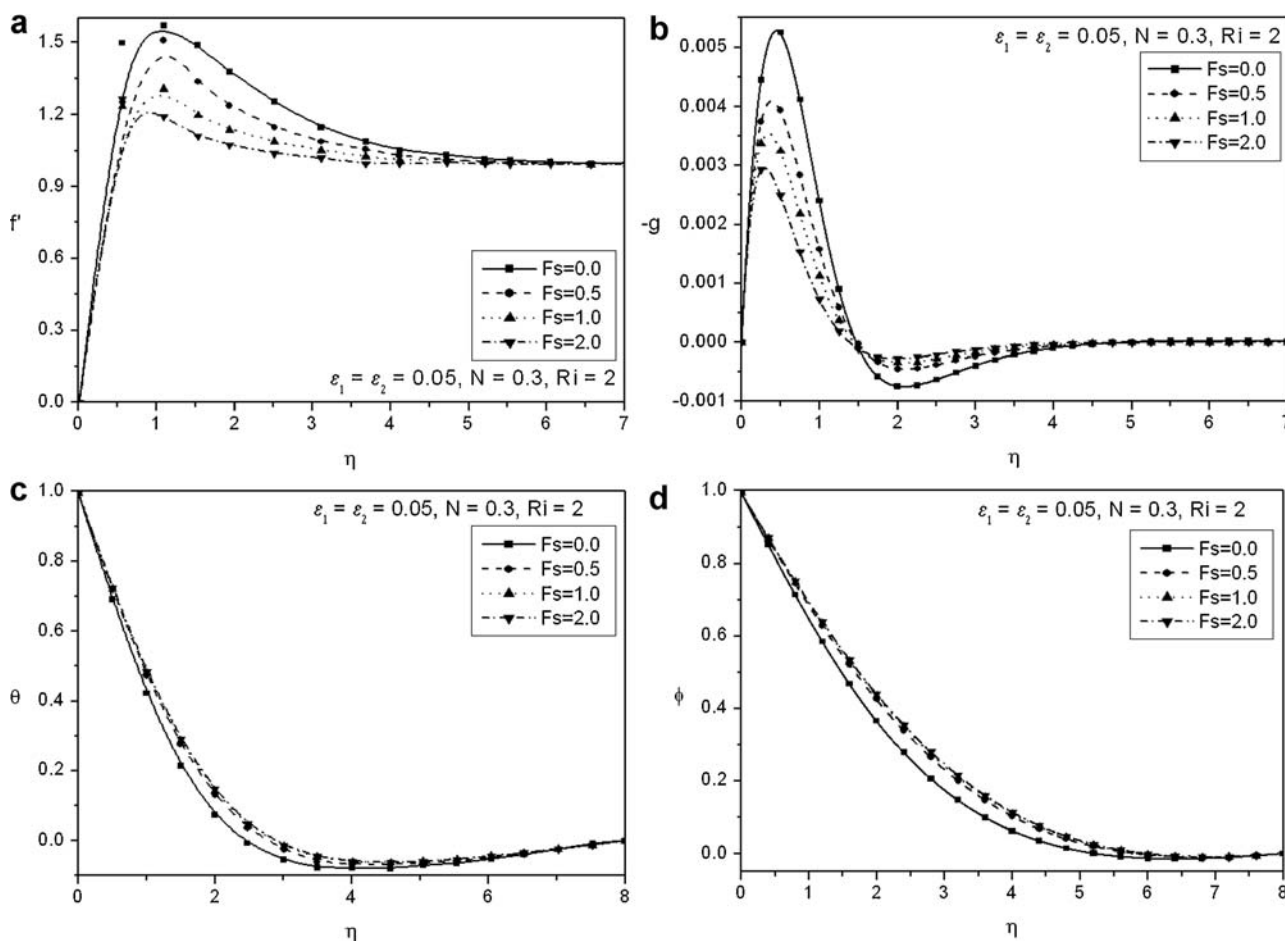 a
1.5
1.2
0.9
f'
0.6
0.3
0.0
Fs=0.0
Fs=0.5
Fs=1.0
Fs=2.0
ε₁ = ε₂ = 0.05, N = 0.3, Ri = 2
0 1 2 3 4 5 6 7
η
b
ε₁ = ε₂ = 0.05, N = 0.3, Ri = 2
0.005
0.004
0.003
0.002
-g
0.001
0.000
-0.001
Fs=0.0
Fs=0.5
Fs=1.0
Fs=2.0
0 1 2 3 4 5 6 7
η
c
ε₁ = ε₂ = 0.05, N = 0.3, Ri = 2
1.0
0.8
0.6
0.4
θ
0.2
0.0
Fs=0.0
Fs=0.5
Fs=1.0
Fs=2.0
0 1 2 3 4 5 6 7 8
η
d
ε₁ = ε₂ = 0.05, N = 0.3, Ri = 2
1.0
0.8
0.6
0.4
ϕ
0.2
0.0
Fs=0.0
Fs=0.5
Fs=1.0
Fs=2.0
0 1 2 3 4 5 6 7 8
η